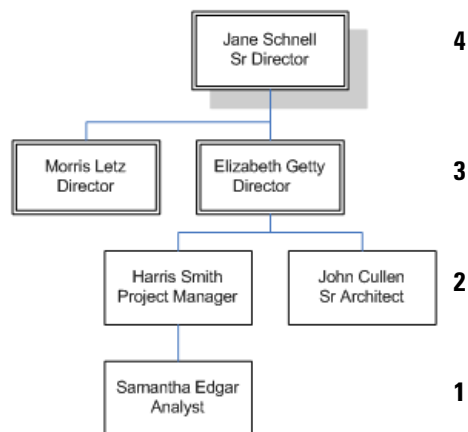 Jane Schnell
Sr Director
4
Morris Letz
Director
Elizabeth Getty
Director
3
Harris Smith
Project Manager
John Cullen
Sr Architect
2
Samantha Edgar
Analyst
1